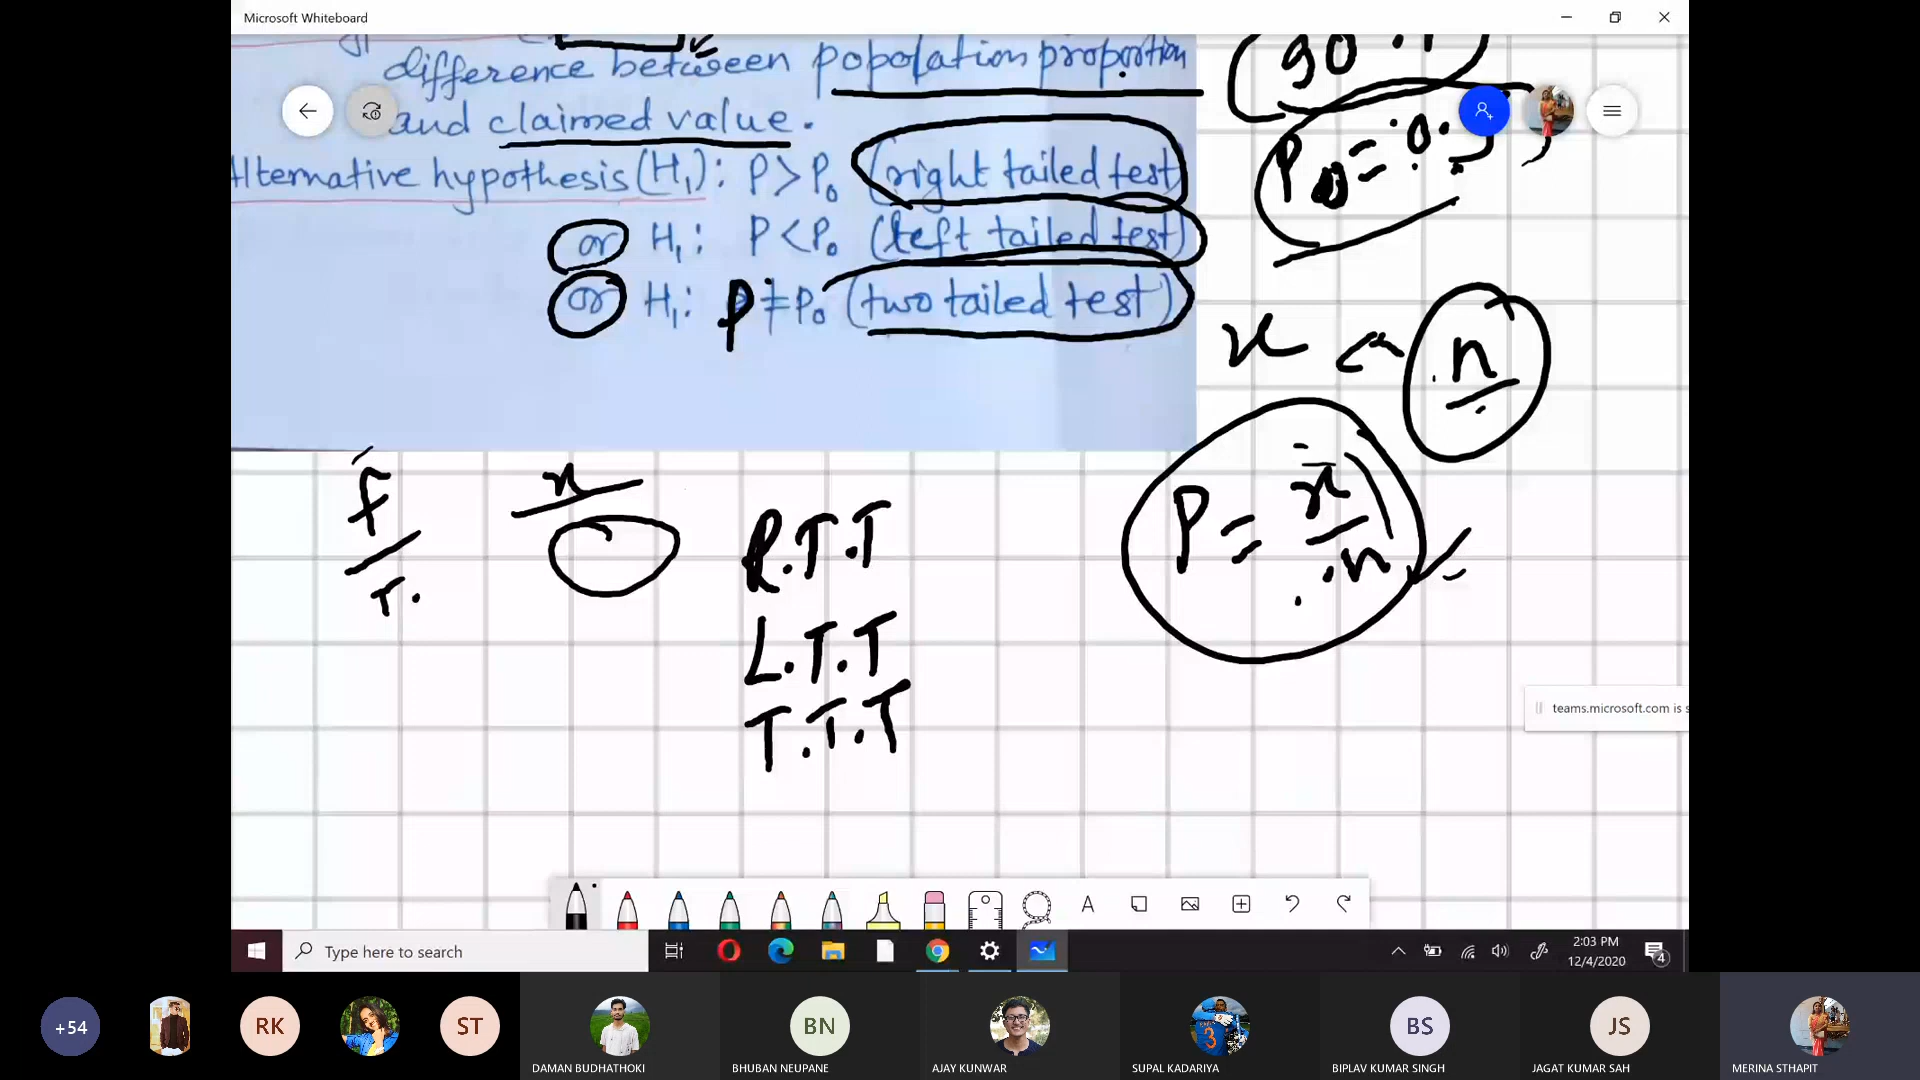 Microsoft Whiteboard
difference between population proportion
and claimed value.
Alternative hypothesis (H₁): P > P₀ (right tailed test)
or H₁: P < P₀ (left tailed test)
or H₁: P ≠ P₀ (two tailed test)
90
P₀ = 0.9
x
n
f
T.
x
P = x/n
R.T.T
L.T.T
T.T.T
teams.microsoft.com is s
Type here to search
2:03 PM
12/4/2020
4
+54
RK
ST
DAMAN BUDHATHOKI
BN
BHUBAN NEUPANE
AJAY KUNWAR
SUPAL KADARIYA
BS
BIPLAV KUMAR SINGH
JS
JAGAT KUMAR SAH
MERINA STHAPIT